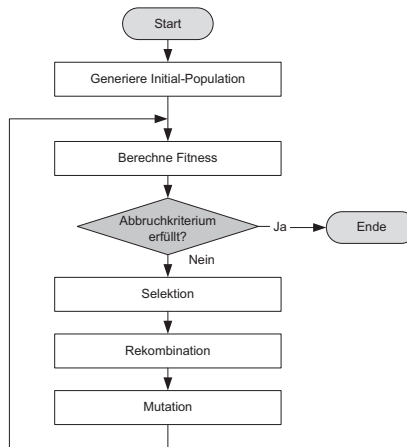 Start
Generiere Initial-Population
Berechne Fitness
Abbruchkriterium
erfüllt?
Ja
Ende
Nein
Selektion
Rekombination
Mutation